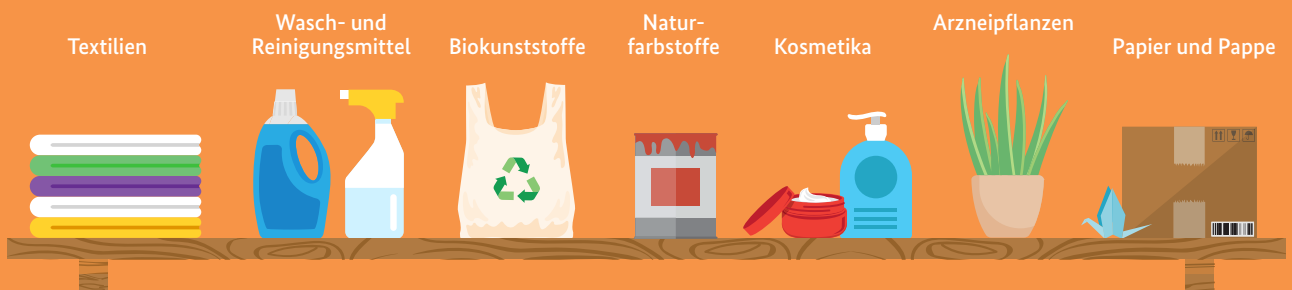 Textilien
Wasch- und
Reinigungsmittel
Biokunststoffe
Natur-
farbstoffe
Kosmetika
Arzneipflanzen
Papier und Pappe